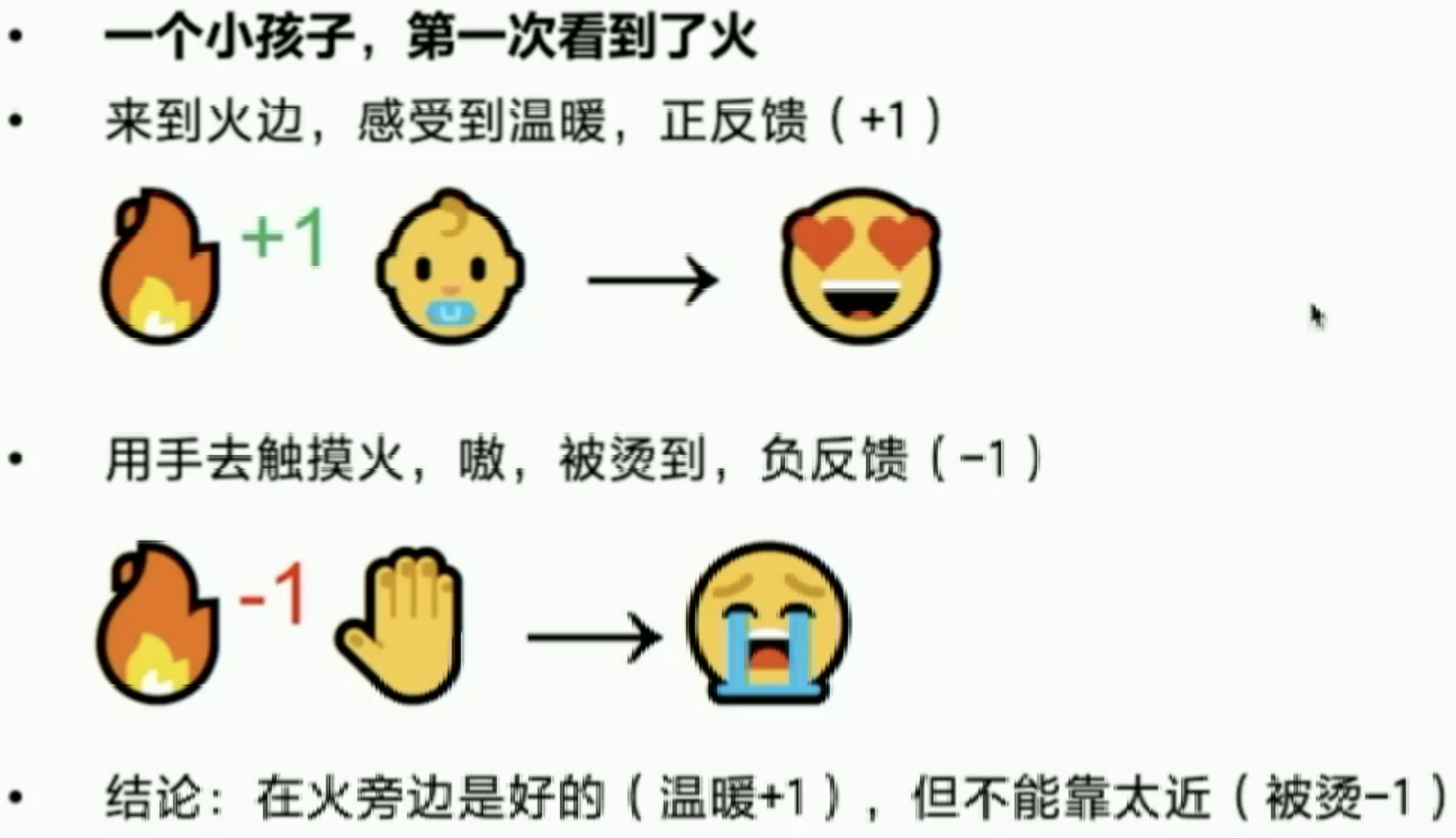 • 一个小孩子，第一次看到了火
• 来到火边，感受到温暖，正反馈（+1）
+1
• 用手去触摸火，嗷，被烫到，负反馈（-1）
-1
• 结论：在火旁边是好的（温暖+1），但不能靠太近（被烫-1）